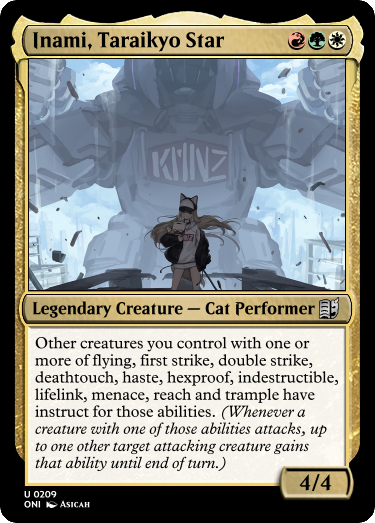 Inami, Taraikyo Star
KMNZ
Legendary Creature — Cat Performer
Other creatures you control with one or
more of flying, first strike, double strike,
deathtouch, haste, hexproof, indestructible,
lifelink, menace, reach and trample have
instruct for those abilities. (Whenever a
creature with one of those abilities attacks, up
to one other target attacking creature gains
that ability until end of turn.)
4/4
U 0209
ONI Asicah